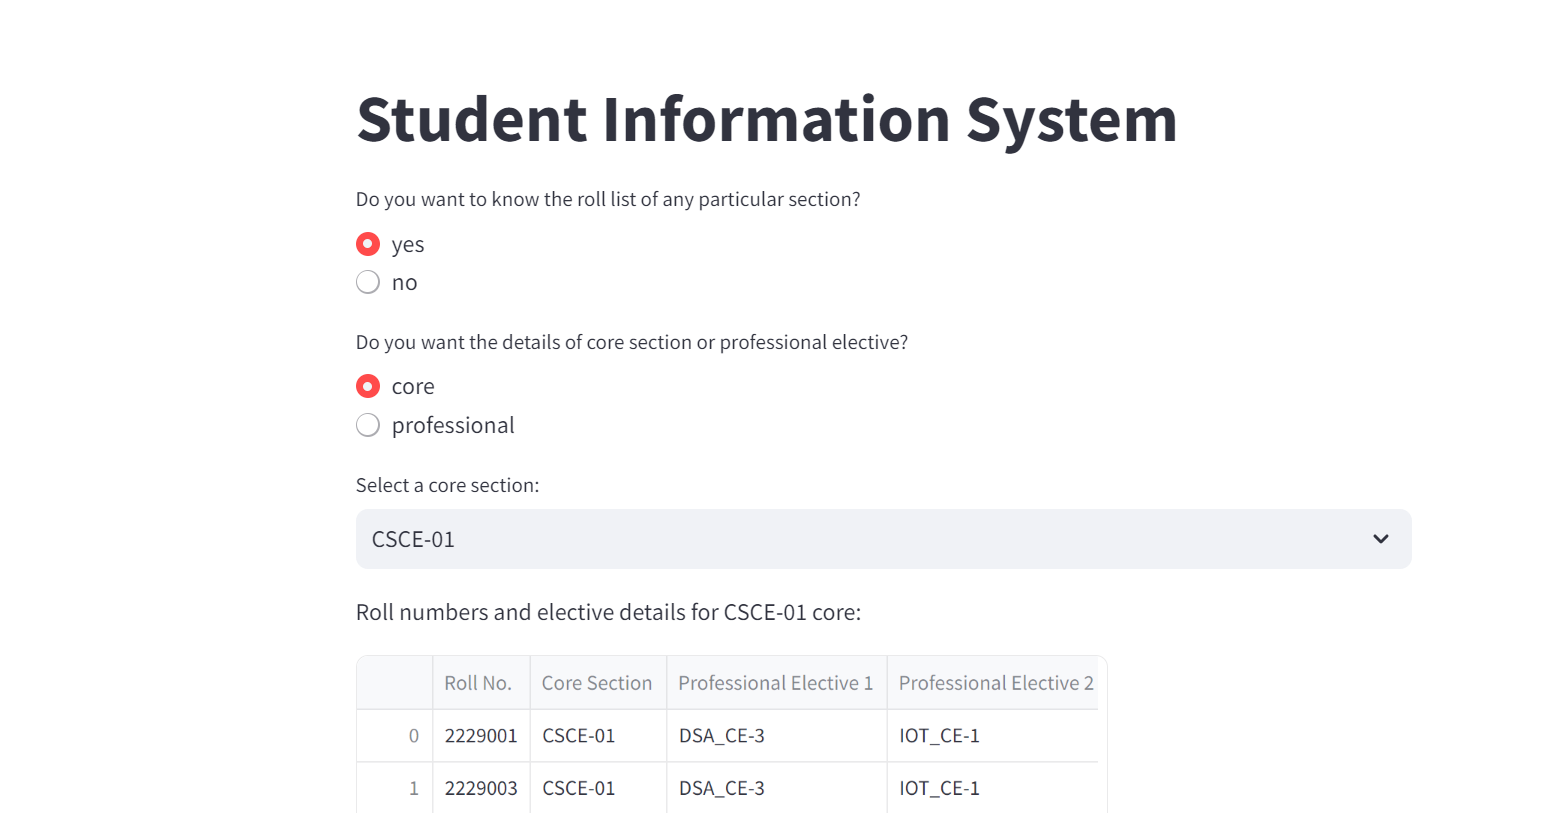 Student Information System
Do you want to know the roll list of any particular section?
yes
no
Do you want the details of core section or professional elective?
core
professional
Select a core section:
CSCE-01
Roll numbers and elective details for CSCE-01 core:
Roll No. Core Section Professional Elective 1 Professional Elective 2
0 2229001 CSCE-01 DSA_CE-3 IOT_CE-1
1 2229003 CSCE-01 DSA_CE-3 IOT_CE-1